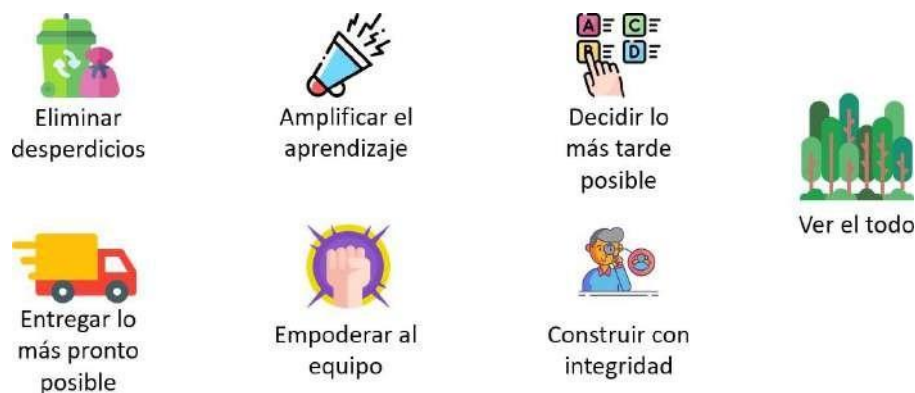 A C
B D
Eliminar
desperdicios
Amplificar el
aprendizaje
Decidir lo
más tarde
posible
Ver el todo
Entregar lo
más pronto
posible
Empoderar al
equipo
Construir con
integridad